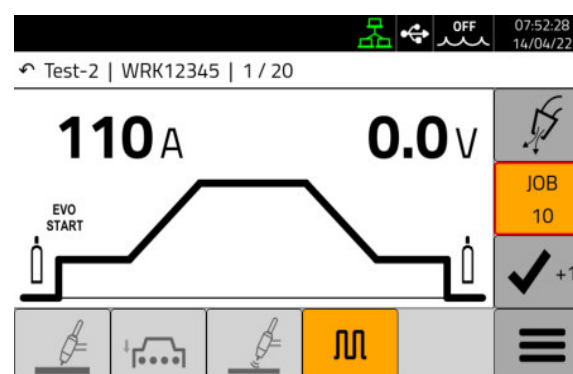 OFF
07:52:28
14/04/22
Test-2 | WRK12345 | 1 / 20
110 A
0.0 V
EVO
START
JOB
10
+1